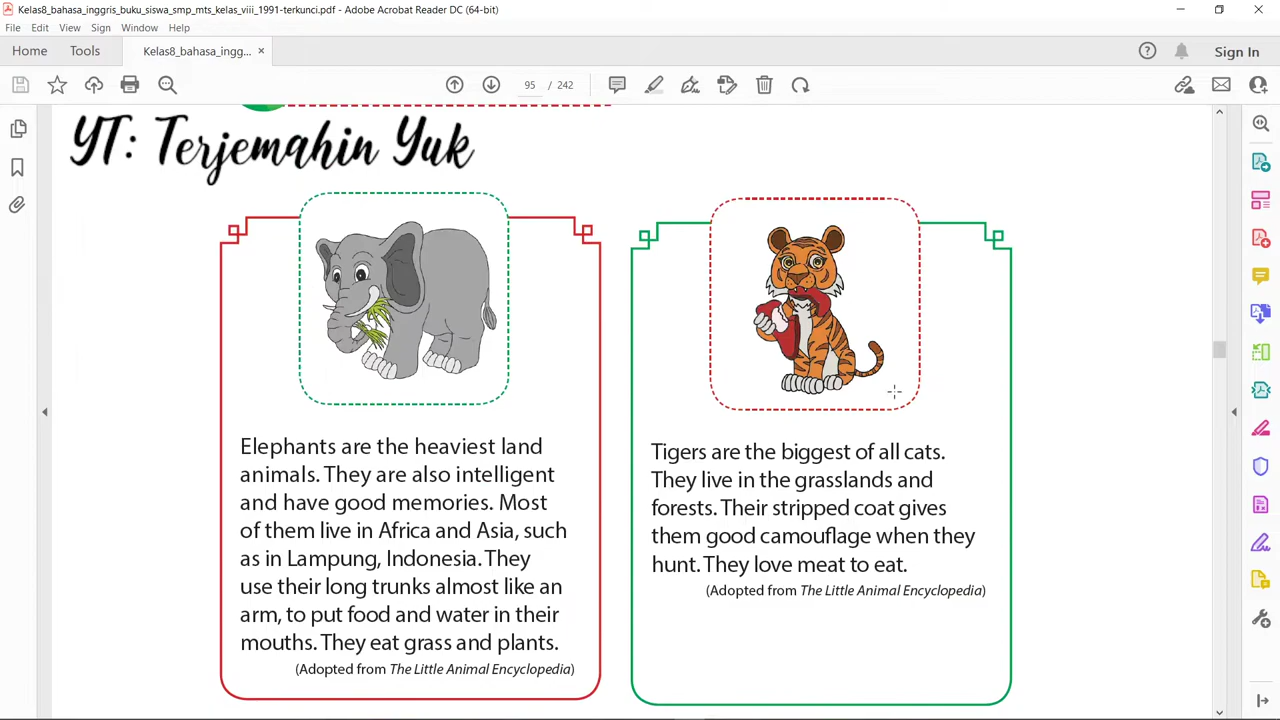 Kelas8_bahasa_inggris_buku_siswa_smp_mts_kelas_viii_1991-terkunci.pdf - Adobe Acrobat Reader DC (64-bit)
File Edit View Sign Window Help
Home Tools Kelas8_bahasa_ingg... × Sign In
95 / 242
YT: Terjemahin Yuk
Elephants are the heaviest land
animals. They are also intelligent
and have good memories. Most
of them live in Africa and Asia, such
as in Lampung, Indonesia. They
use their long trunks almost like an
arm, to put food and water in their
mouths. They eat grass and plants.
(Adopted from The Little Animal Encyclopedia)
Tigers are the biggest of all cats.
They live in the grasslands and
forests. Their stripped coat gives
them good camouflage when they
hunt. They love meat to eat.
(Adopted from The Little Animal Encyclopedia)